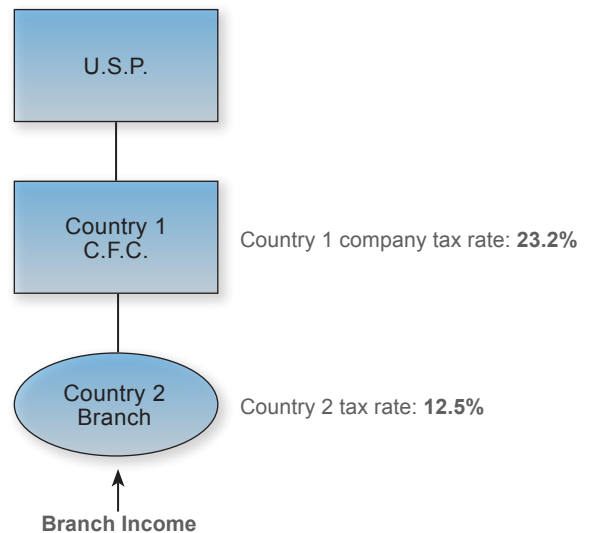 U.S.P.
Country 1
C.F.C.
Country 1 company tax rate: 23.2%
Country 2
Branch
Country 2 tax rate: 12.5%
Branch Income